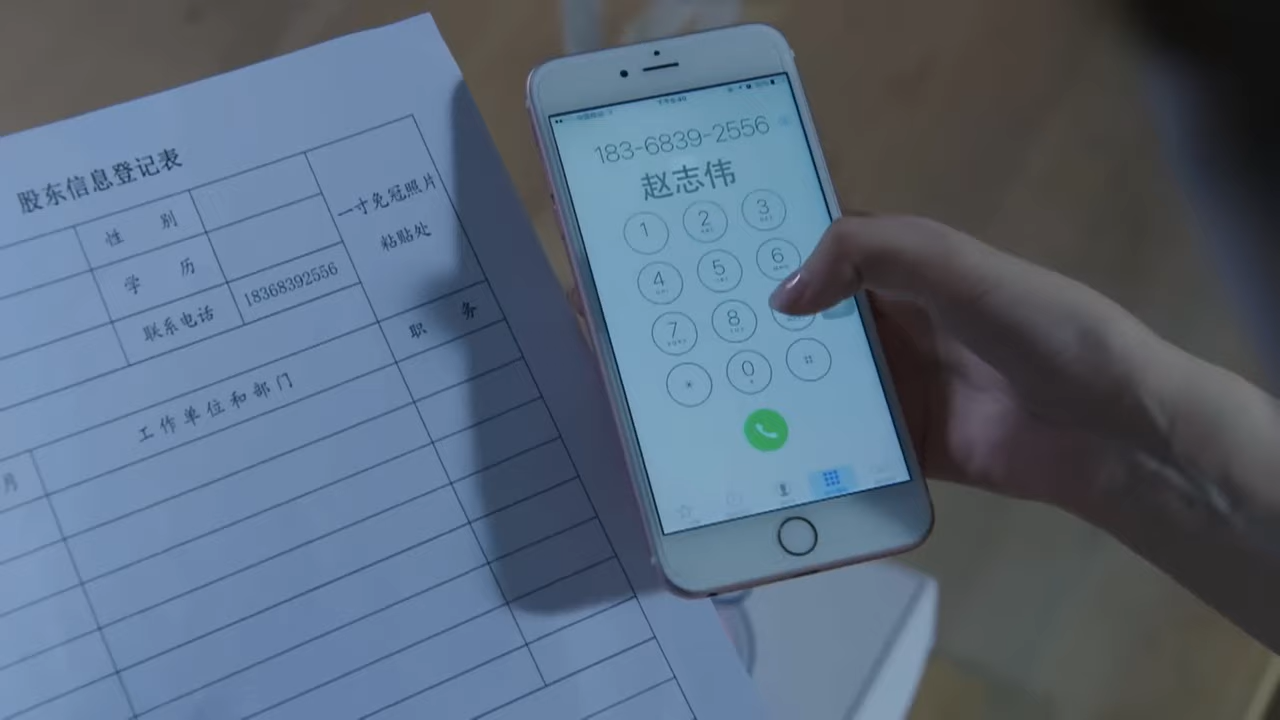 股东信息登记表
性 别
一寸免冠照片
粘贴处
学 历
联系电话
18368392556
职 务
工作单位和部门
月
183-6839-2556
赵志伟
1
2
3
4
5
6
7
8
*
0
#